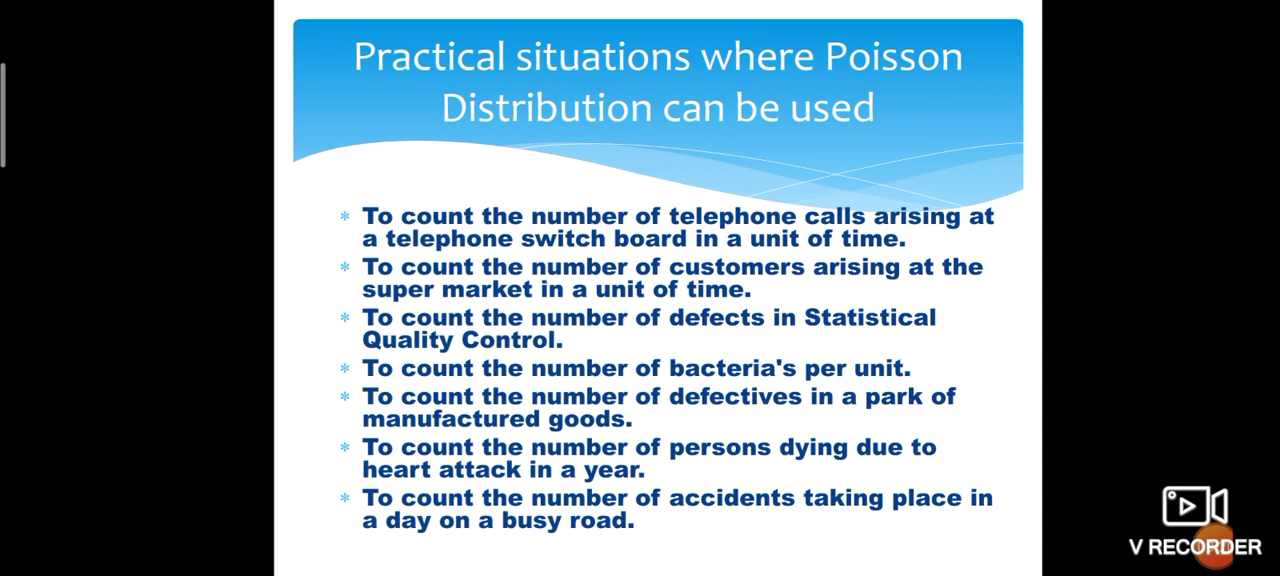 Practical situations where Poisson
Distribution can be used
* To count the number of telephone calls arising at
a telephone switch board in a unit of time.
* To count the number of customers arising at the
super market in a unit of time.
* To count the number of defects in Statistical
Quality Control.
* To count the number of bacteria's per unit.
* To count the number of defectives in a park of
manufactured goods.
* To count the number of persons dying due to
heart attack in a year.
* To count the number of accidents taking place in
a day on a busy road.
V RECORDER